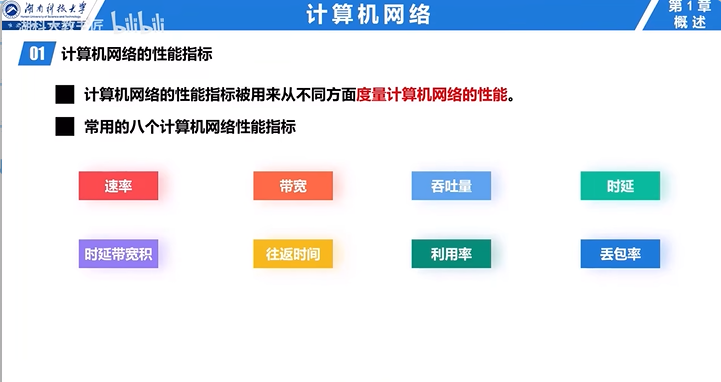 湖南科技大学
计算机网络
第1章
概述
湖科大教书匠 bilibili
01 计算机网络的性能指标
计算机网络的性能指标被用来从不同方面度量计算机网络的性能。
常用的八个计算机网络性能指标
速率 带宽 吞吐量 时延
时延带宽积 往返时间 利用率 丢包率